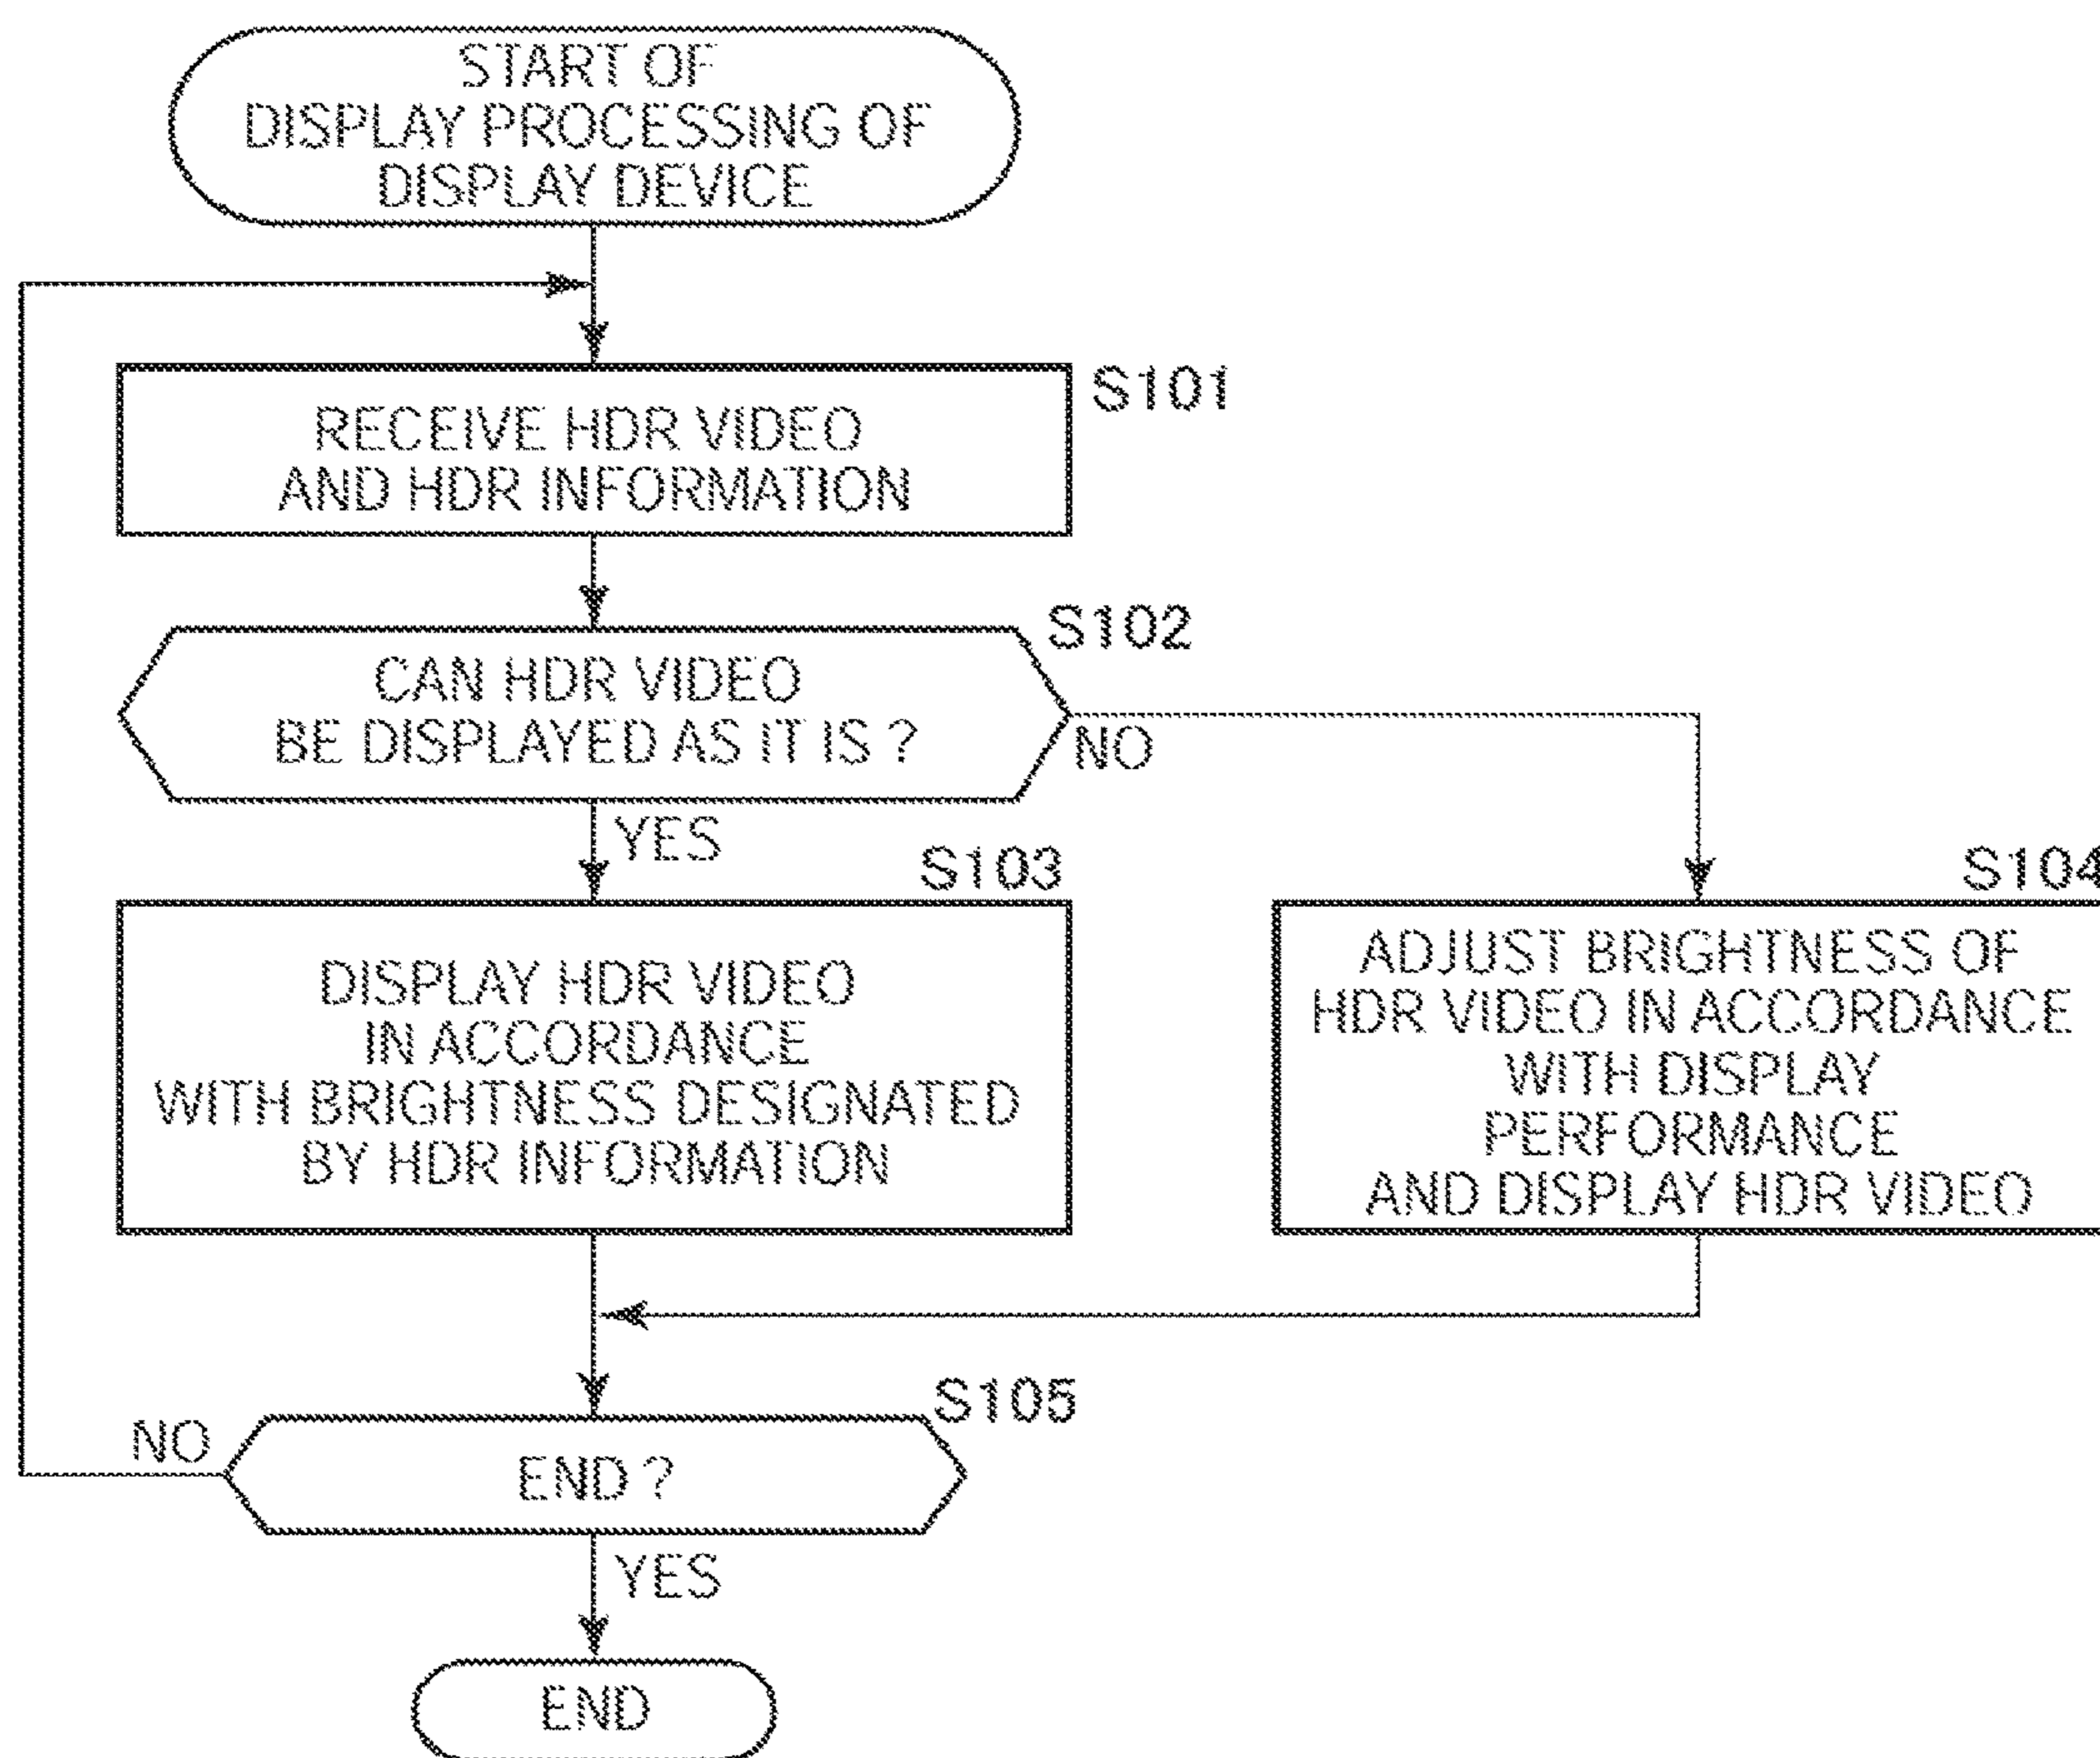 START OF
DISPLAY PROCESSING OF
DISPLAY DEVICE
S101
RECEIVE HDR VIDEO
AND HDR INFORMATION
S102
CAN HDR VIDEO
BE DISPLAYED AS IT IS ?
NO
YES
S103
DISPLAY HDR VIDEO
IN ACCORDANCE
WITH BRIGHTNESS DESIGNATED
BY HDR INFORMATION
S104
ADJUST BRIGHTNESS OF
HDR VIDEO IN ACCORDANCE
WITH DISPLAY
PERFORMANCE
AND DISPLAY HDR VIDEO
S105
NO
END ?
YES
END